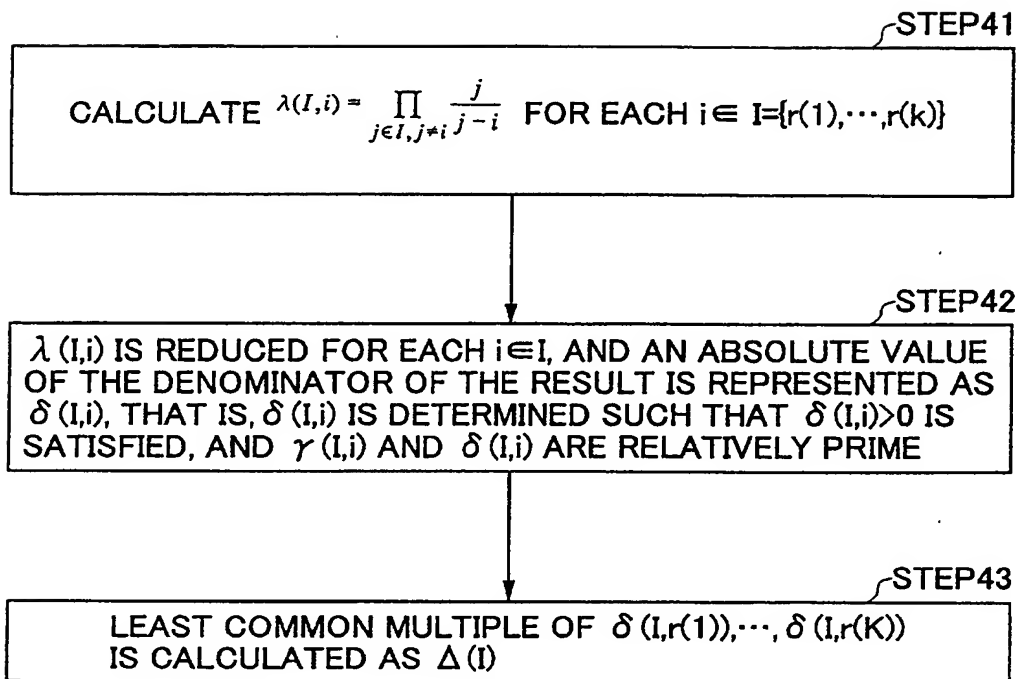 STEP41
CALCULATE λ(I,i) = ∏_{j∈I, j≠i} j/(j-i) FOR EACH i∈ I={r(1),⋯,r(k)}
STEP42
λ(I,i) IS REDUCED FOR EACH i∈I, AND AN ABSOLUTE VALUE
OF THE DENOMINATOR OF THE RESULT IS REPRESENTED AS
δ(I,i), THAT IS, δ(I,i) IS DETERMINED SUCH THAT δ(I,i)>0 IS
SATISFIED, AND γ(I,i) AND δ(I,i) ARE RELATIVELY PRIME
STEP43
LEAST COMMON MULTIPLE OF δ(I,r(1)),⋯, δ(I,r(K))
IS CALCULATED AS Δ(I)